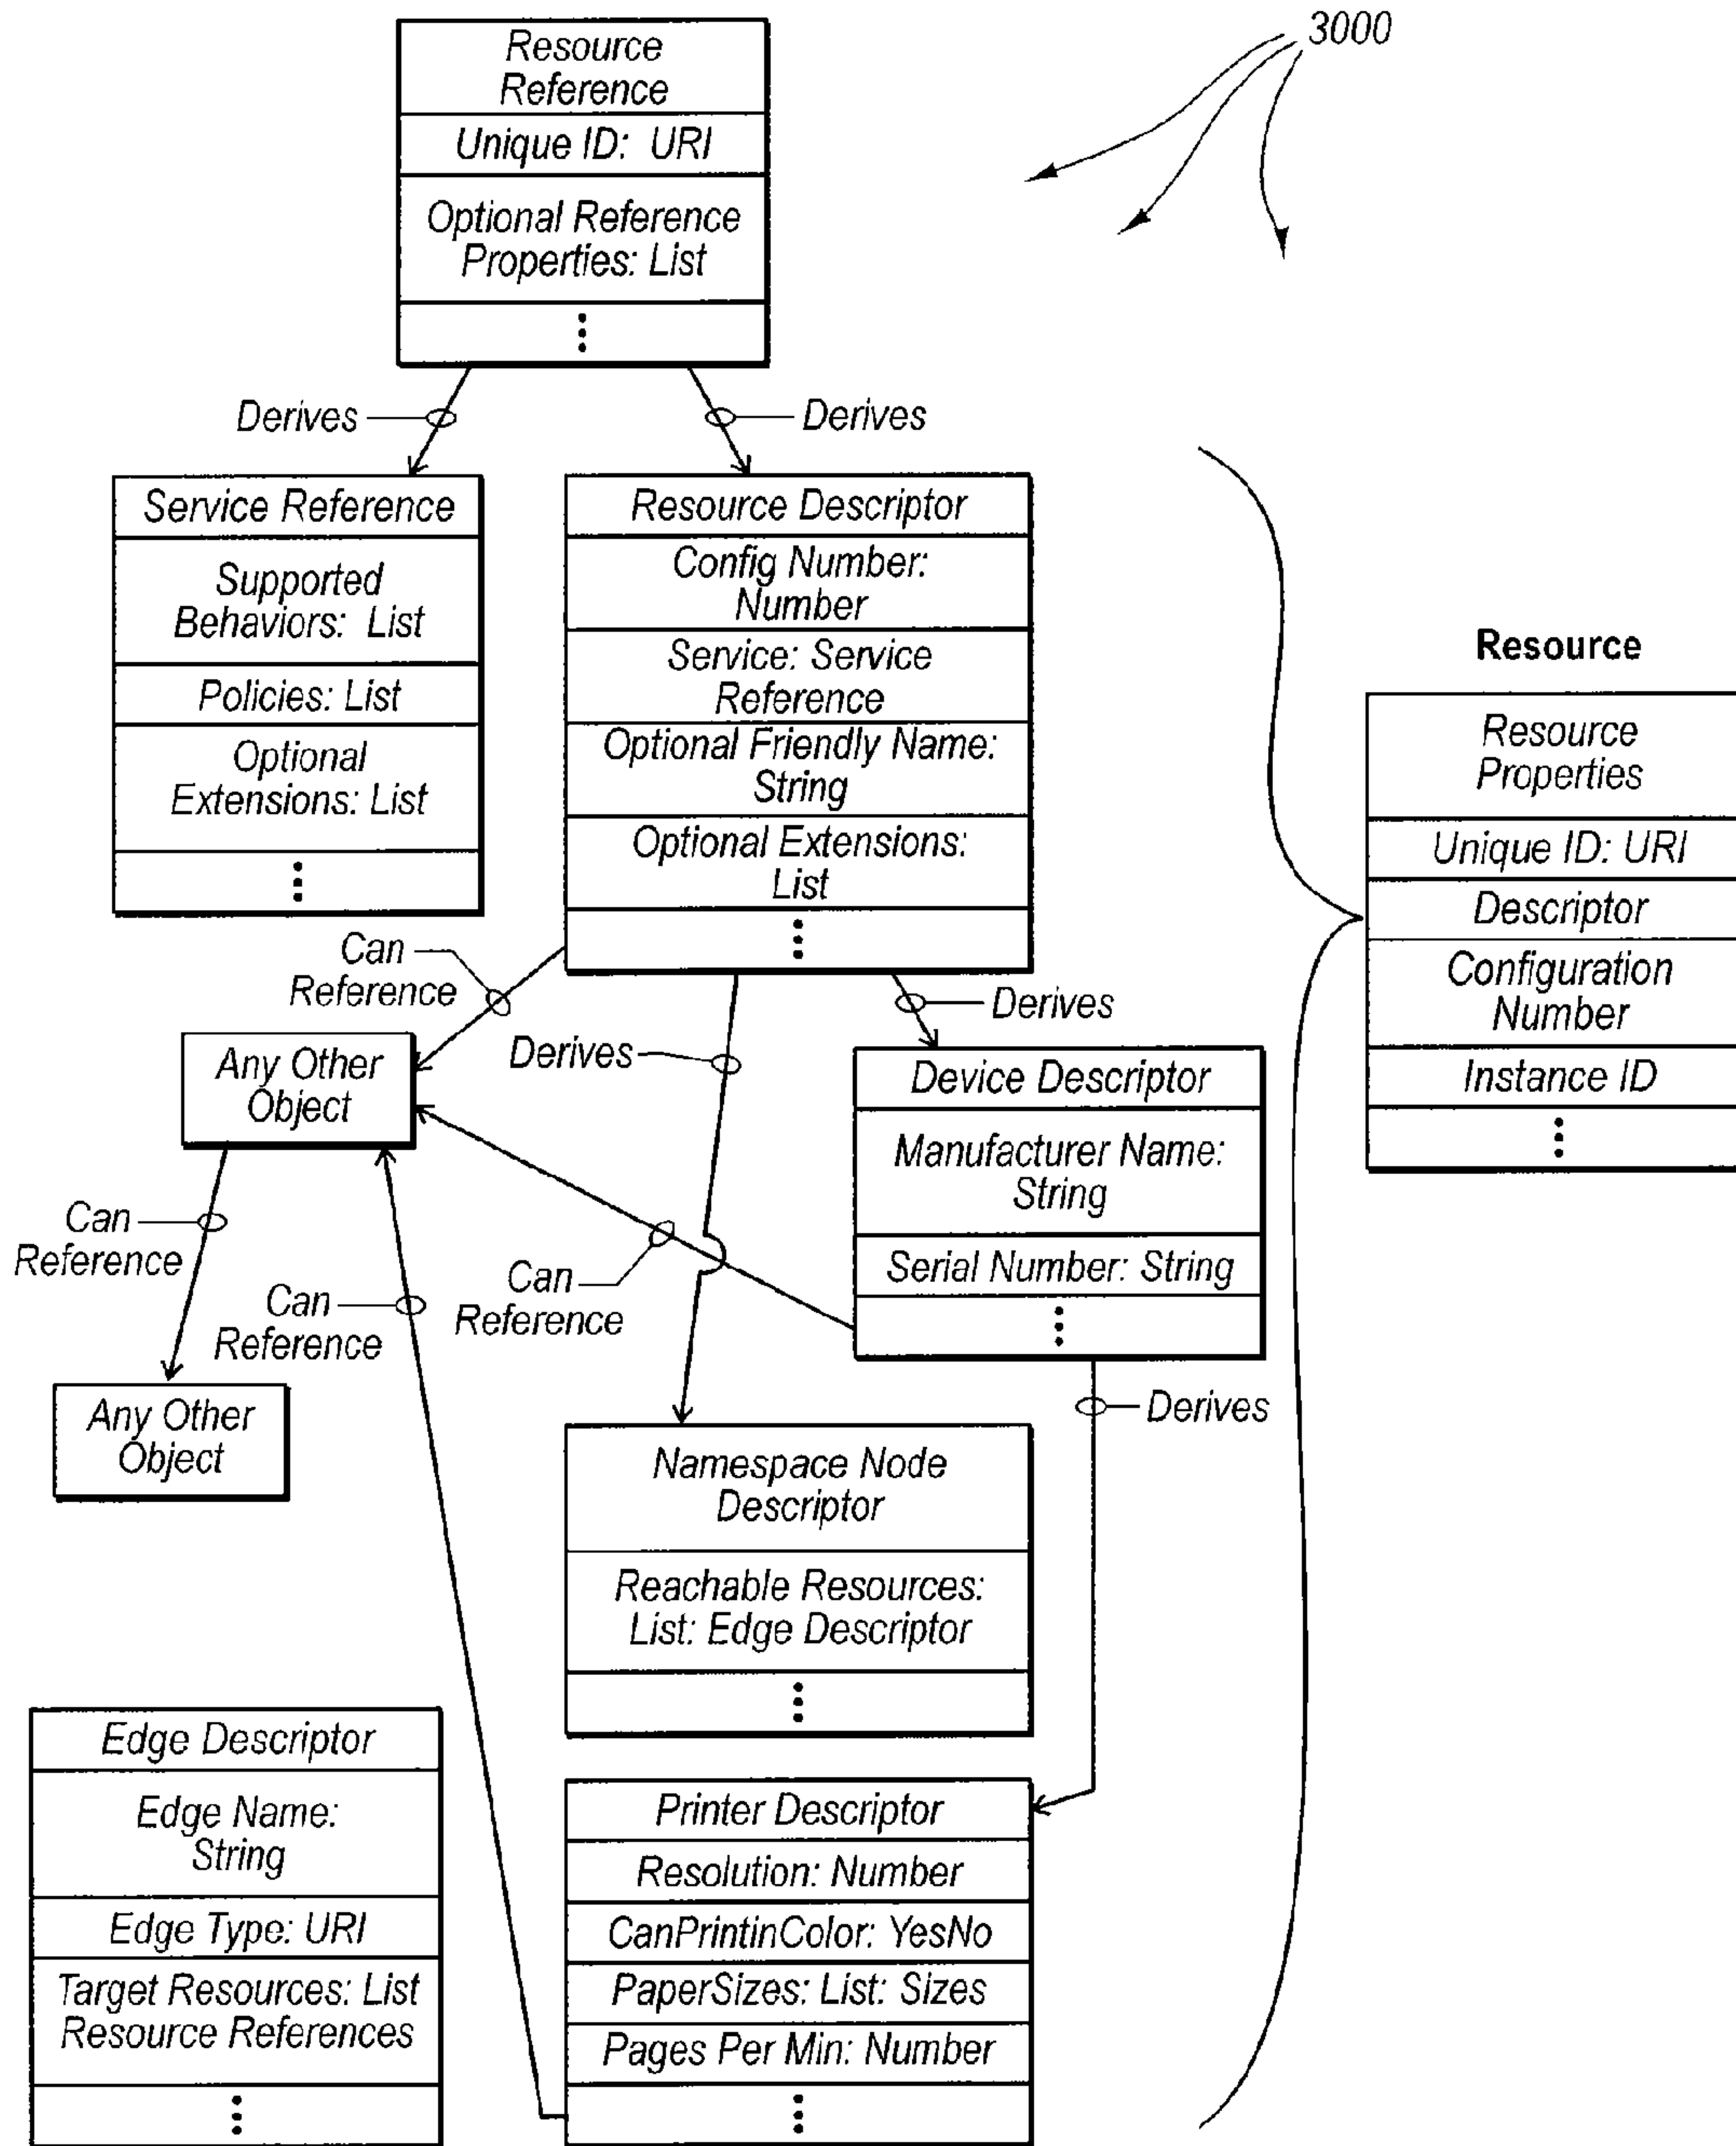 3000
Resource
Reference
Unique ID: URI
Optional Reference
Properties: List
Derives
Derives
Service Reference
Supported
Behaviors: List
Policies: List
Optional
Extensions: List
Resource Descriptor
Config Number:
Number
Service: Service
Reference
Optional Friendly Name:
String
Optional Extensions:
List
Resource
Resource
Properties
Unique ID: URI
Descriptor
Configuration
Number
Instance ID
Can
Reference
Derives
Derives
Any Other
Object
Device Descriptor
Manufacturer Name:
String
Serial Number: String
Can
Reference
Can
Reference
Can
Reference
Any Other
Object
Derives
Namespace Node
Descriptor
Reachable Resources:
List: Edge Descriptor
Edge Descriptor
Edge Name:
String
Edge Type: URI
Target Resources: List
Resource References
Printer Descriptor
Resolution: Number
CanPrintinColor: YesNo
PaperSizes: List: Sizes
Pages Per Min: Number